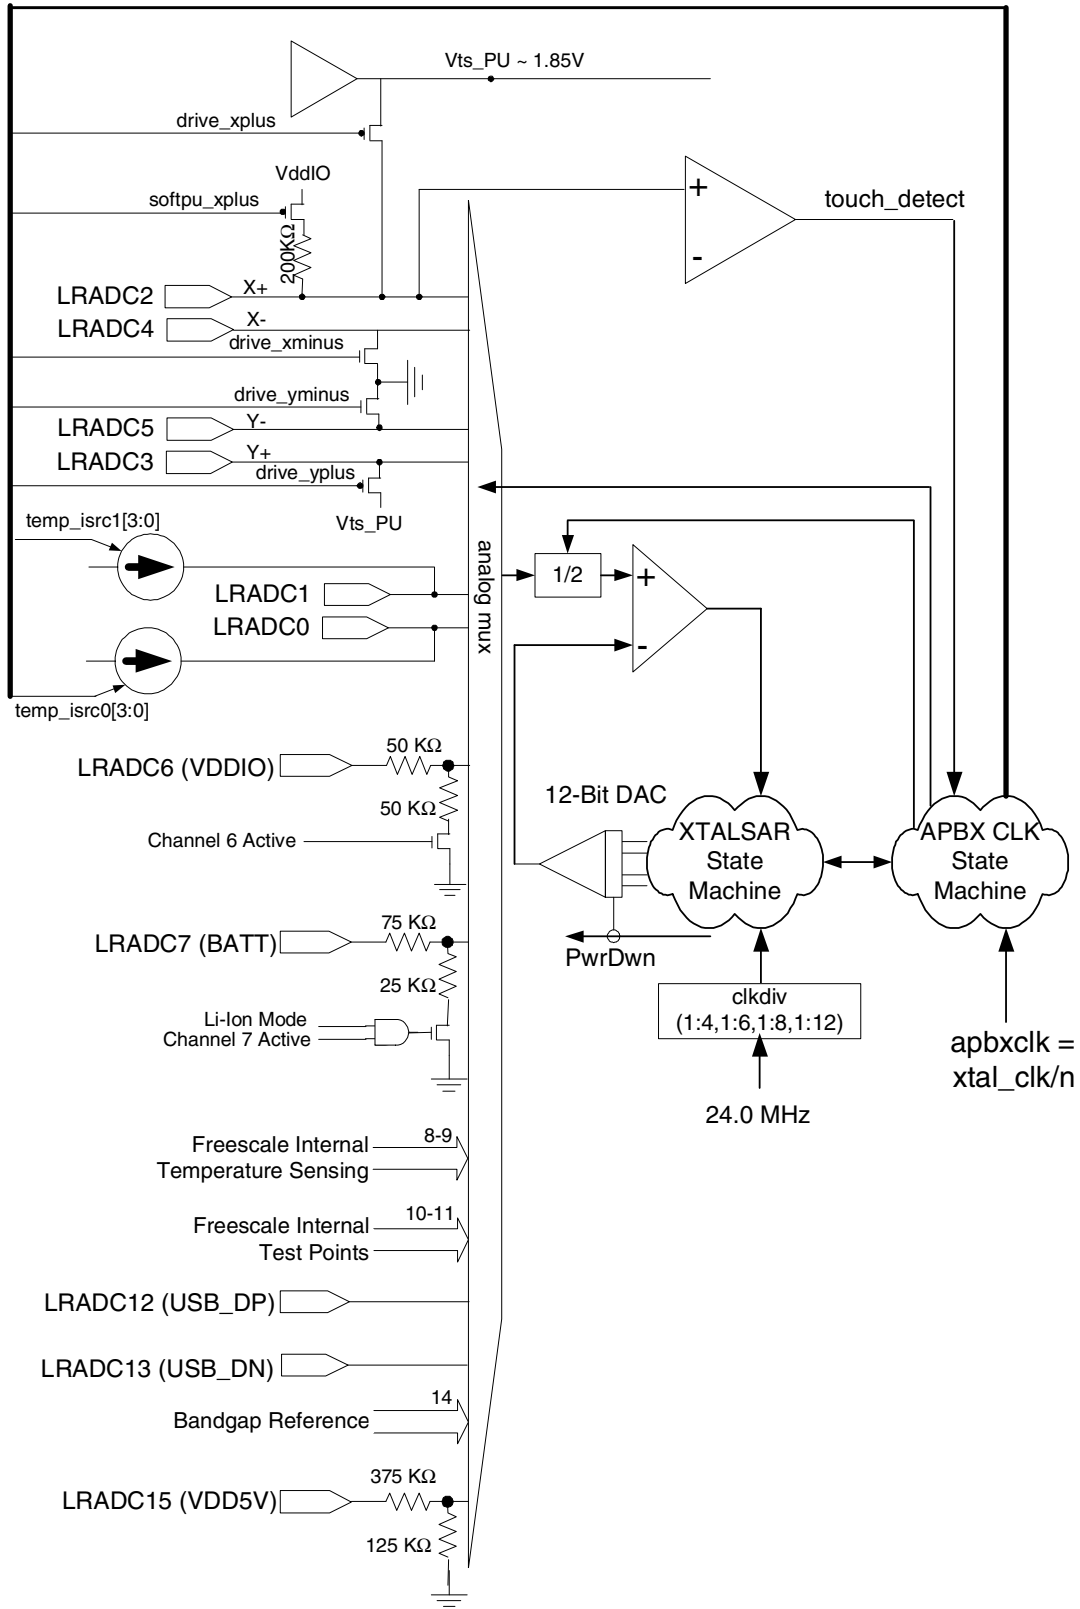 Vts_PU ~ 1.85V
drive_xplus
VddIO
softpu_xplus
200KΩ
+
-
touch_detect
LRADC2
X+
LRADC4
X-
drive_xminus
drive_yminus
LRADC5
Y-
LRADC3
Y+
drive_yplus
Vts_PU
temp_isrc1[3:0]
LRADC1
LRADC0
temp_isrc0[3:0]
analog mux
1/2
+
-
50 KΩ
LRADC6 (VDDIO)
50 KΩ
Channel 6 Active
12-Bit DAC
XTALSAR
State
Machine
APBX CLK
State
Machine
75 KΩ
LRADC7 (BATT)
25 KΩ
PwrDwn
Li-Ion Mode
Channel 7 Active
clkdiv
(1:4,1:6,1:8,1:12)
24.0 MHz
apbxclk =
xtal_clk/n
8-9
Freescale Internal
Temperature Sensing
10-11
Freescale Internal
Test Points
LRADC12 (USB_DP)
LRADC13 (USB_DN)
14
Bandgap Reference
375 KΩ
LRADC15 (VDD5V)
125 KΩ